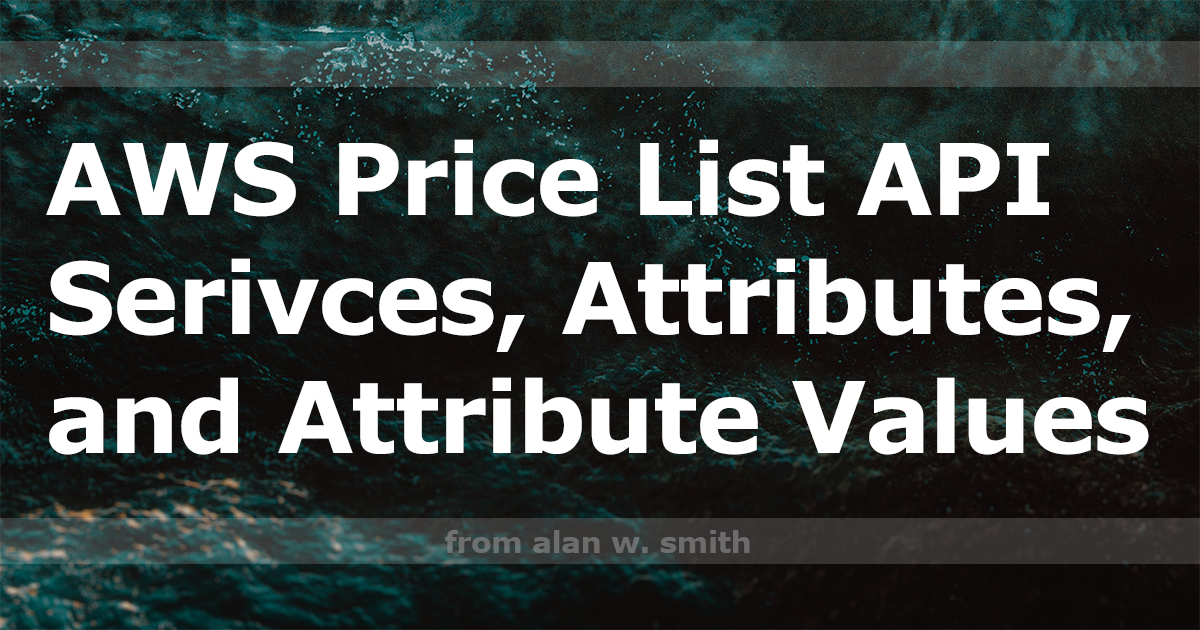 AWS Price List API
Serivces, Attributes,
and Attribute Values
from alan w. smith